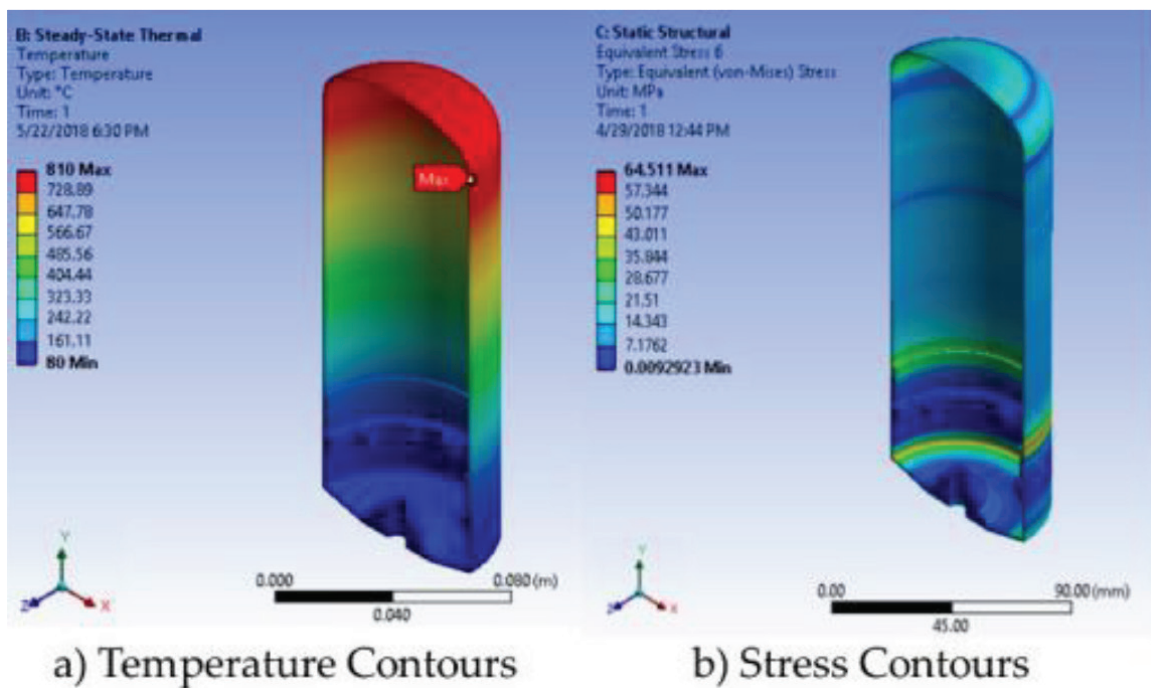 B: Steady-State Thermal
Temperature
Type: Temperature
Unit: °C
Time: 1
5/22/2018 6:30 PM
810 Max
728.89
647.78
566.67
485.56
404.44
323.33
242.22
161.11
80 Min
Max
Y
Z
X
0.000
0.080 (m)
0.040
C: Static Structural
Equivalent Stress 6
Type: Equivalent (von-Mises) Stress
Unit: MPa
Time: 1
4/29/2018 12:44 PM
64.511 Max
57.344
50.177
43.011
35.844
28.677
21.51
14.343
7.1762
0.0092923 Min
Y
Z
X
0.00
90.00 (mm)
45.00
a) Temperature Contours
b) Stress Contours